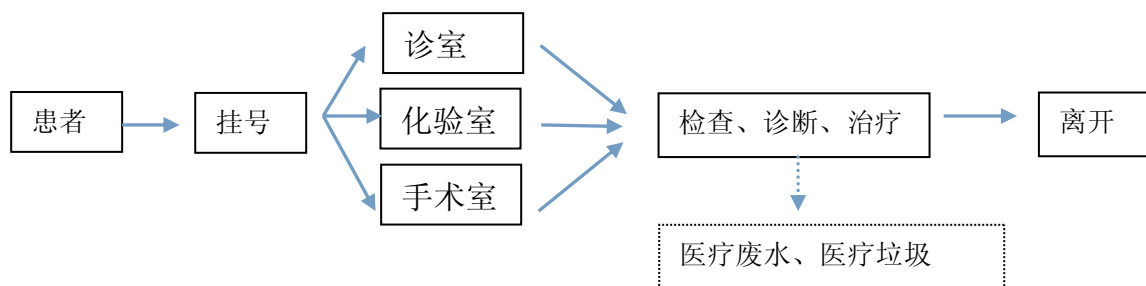 患者
挂号
诊室
化验室
手术室
检查、诊断、治疗
离开
医疗废水、医疗垃圾